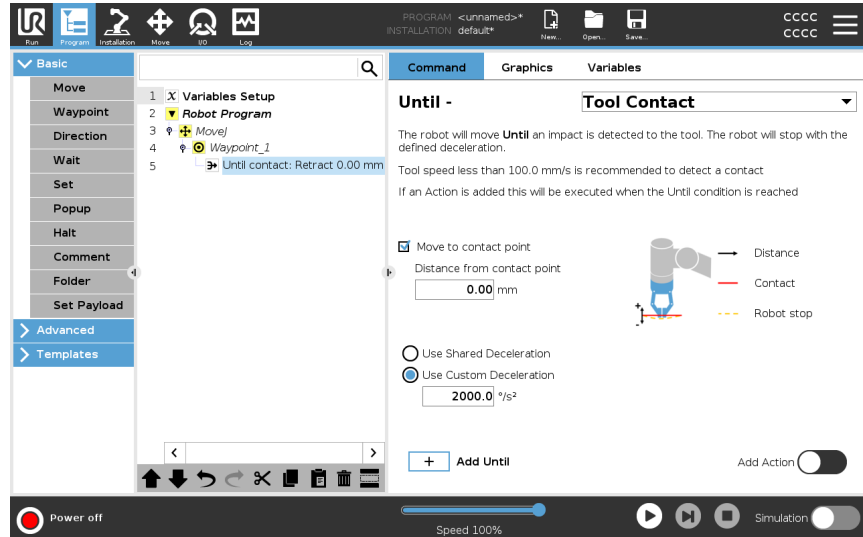 UR
PROGRAM <unnamed>*
INSTALLATION default*
Run Program Installation Move I/O Log
New... Open... Save...
CCCC
CCCC
Basic
Move
Waypoint
Direction
Wait
Set
Popup
Halt
Comment
Folder
Set Payload
Advanced
Templates
1 X Variables Setup
2 Robot Program
3 MoveJ
4 Waypoint_1
5 Until contact: Retract 0.00 mm
Command Graphics Variables
Until - Tool Contact
The robot will move Until an impact is detected to the tool. The robot will stop with the
defined deceleration.
Tool speed less than 100.0 mm/s is recommended to detect a contact
If an Action is added this will be executed when the Until condition is reached
Move to contact point
Distance from contact point
0.00 mm
Distance
Contact
Robot stop
+
-
Use Shared Deceleration
Use Custom Deceleration
2000.0 °/s²
+ Add Until
Add Action
Power off
Speed 100%
Simulation